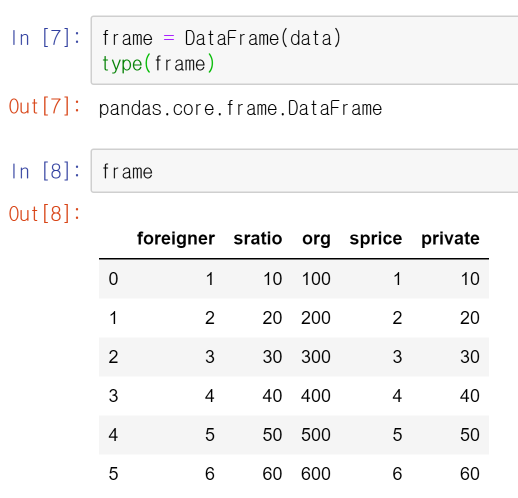 In [7]: frame = DataFrame(data)
type(frame)
Out[7]: pandas.core.frame.DataFrame
In [8]: frame
Out[8]:
foreigner sratio org sprice private
0 1 10 100 1 10
1 2 20 200 2 20
2 3 30 300 3 30
3 4 40 400 4 40
4 5 50 500 5 50
5 6 60 600 6 60